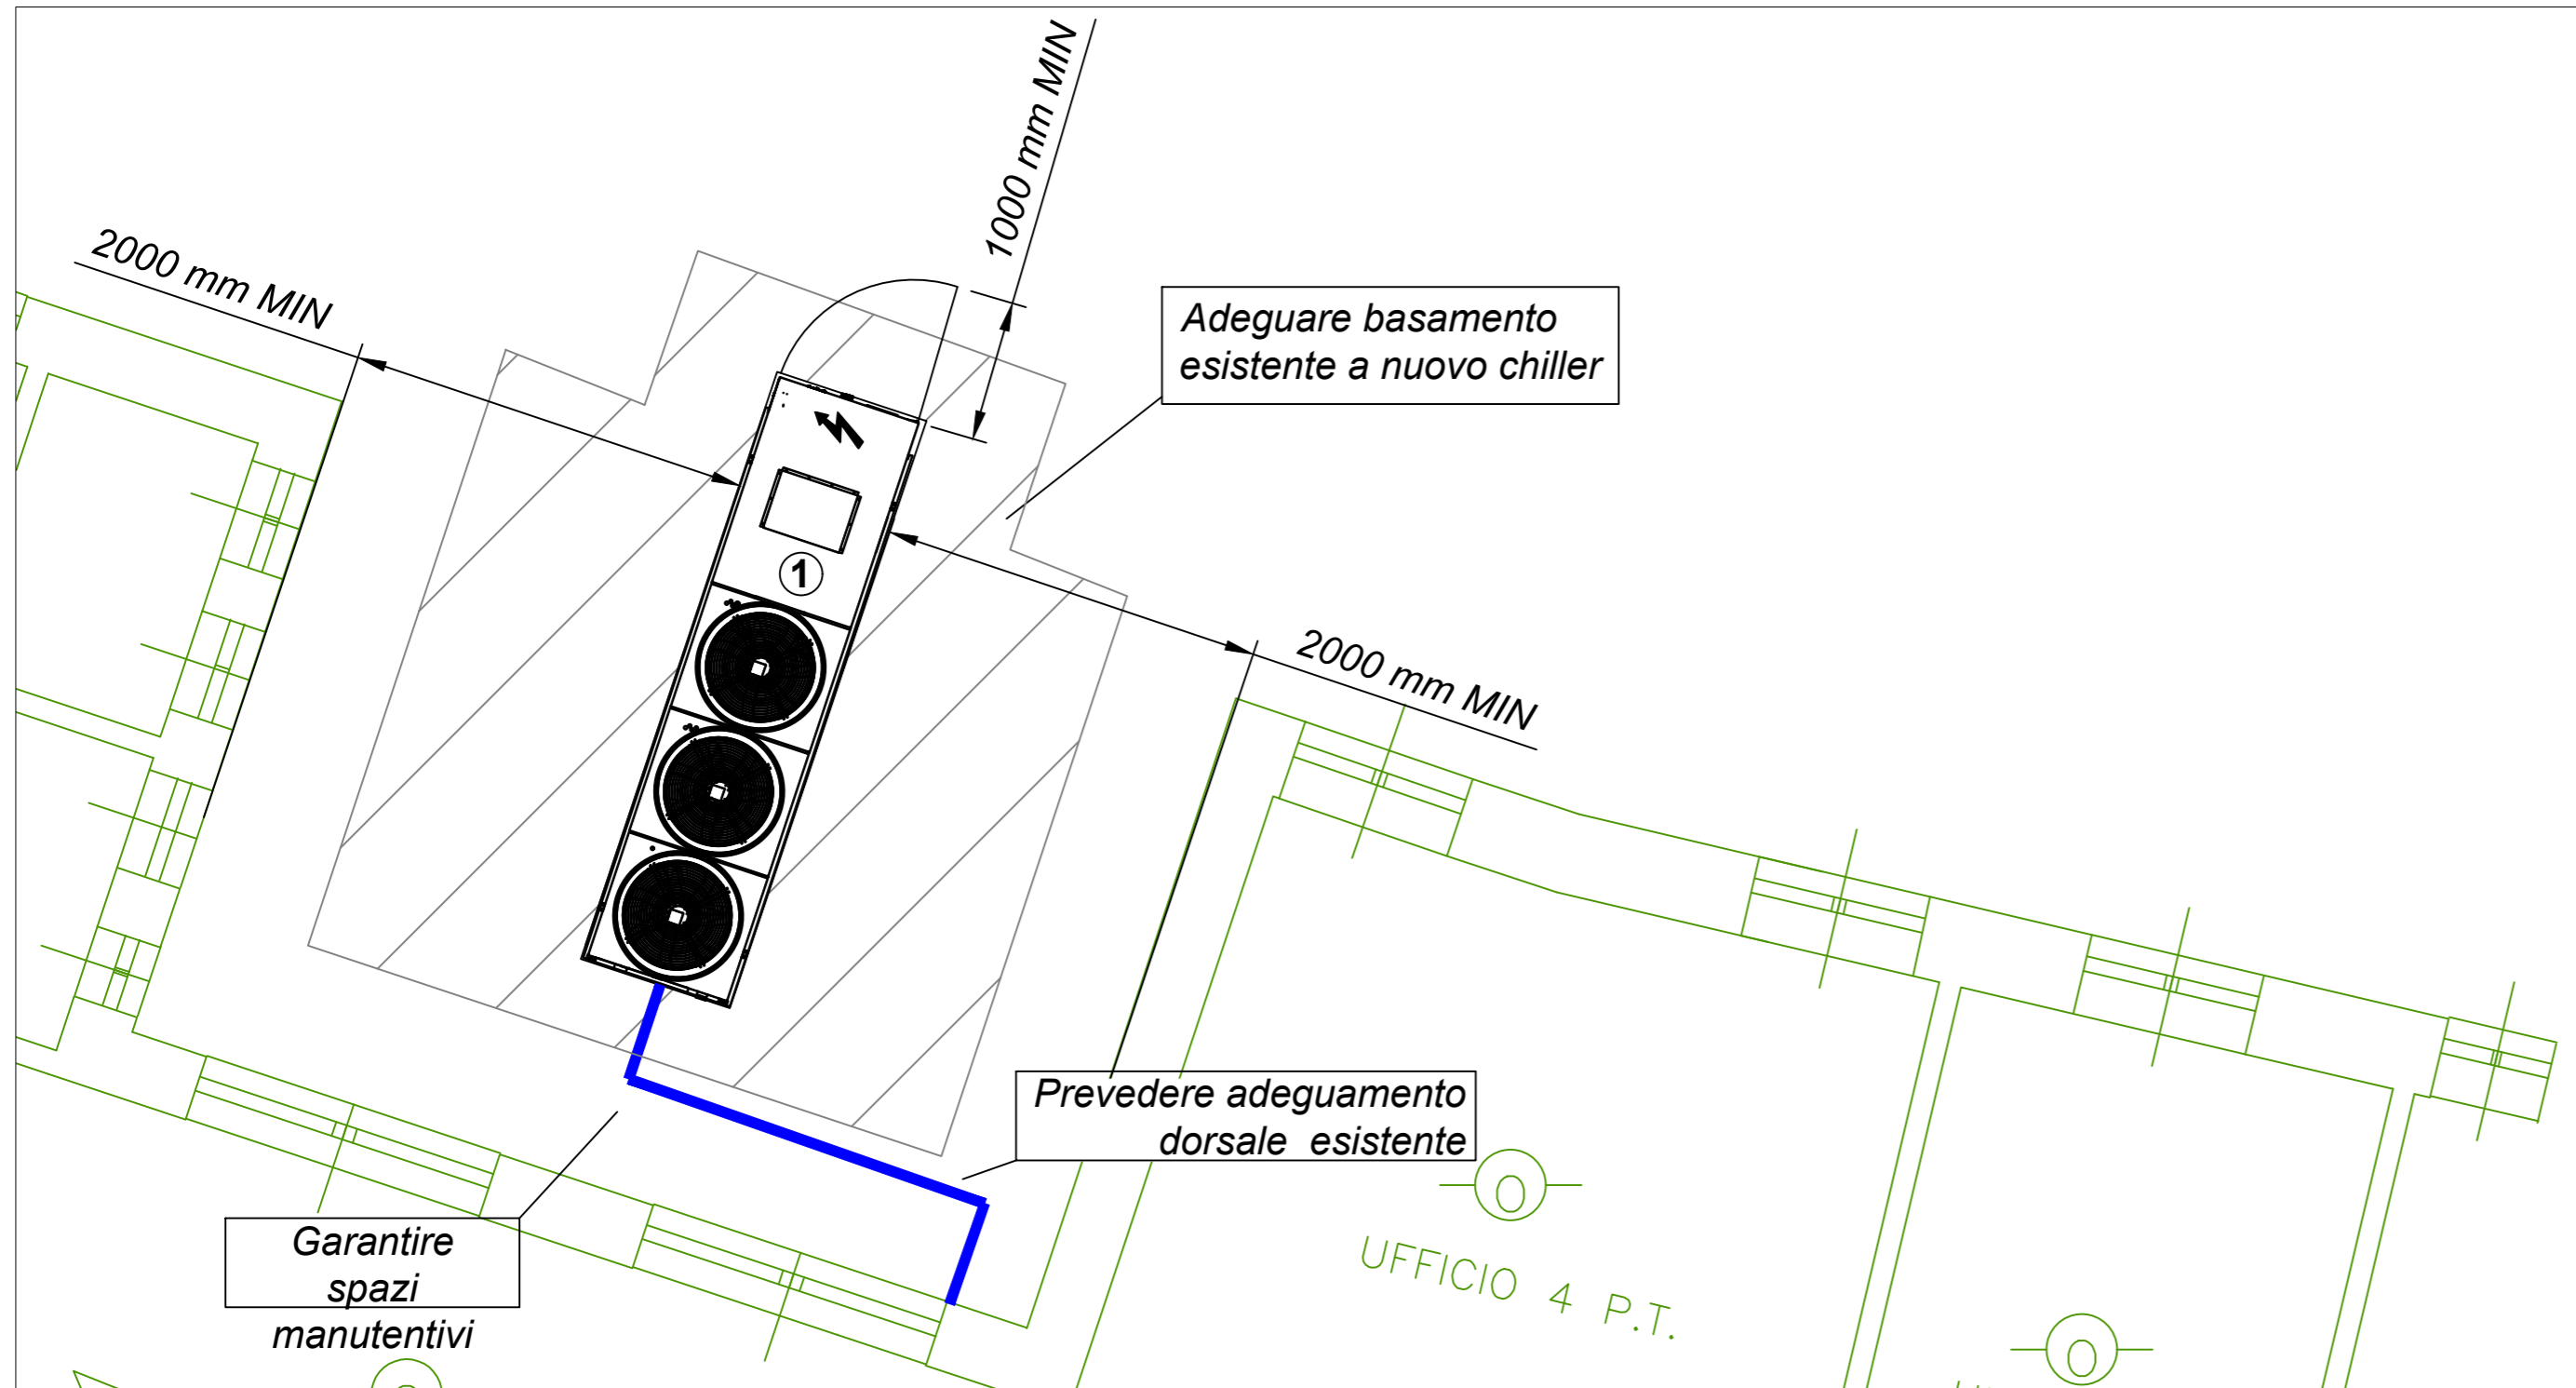 1000 mm MIN
2000 mm MIN
Adeguare basamento
esistente a nuovo chiller
1
2000 mm MIN
Prevedere adeguamento
dorsale esistente
Garantire
spazi
manutentivi
O
UFFICIO 4 P.T.
O